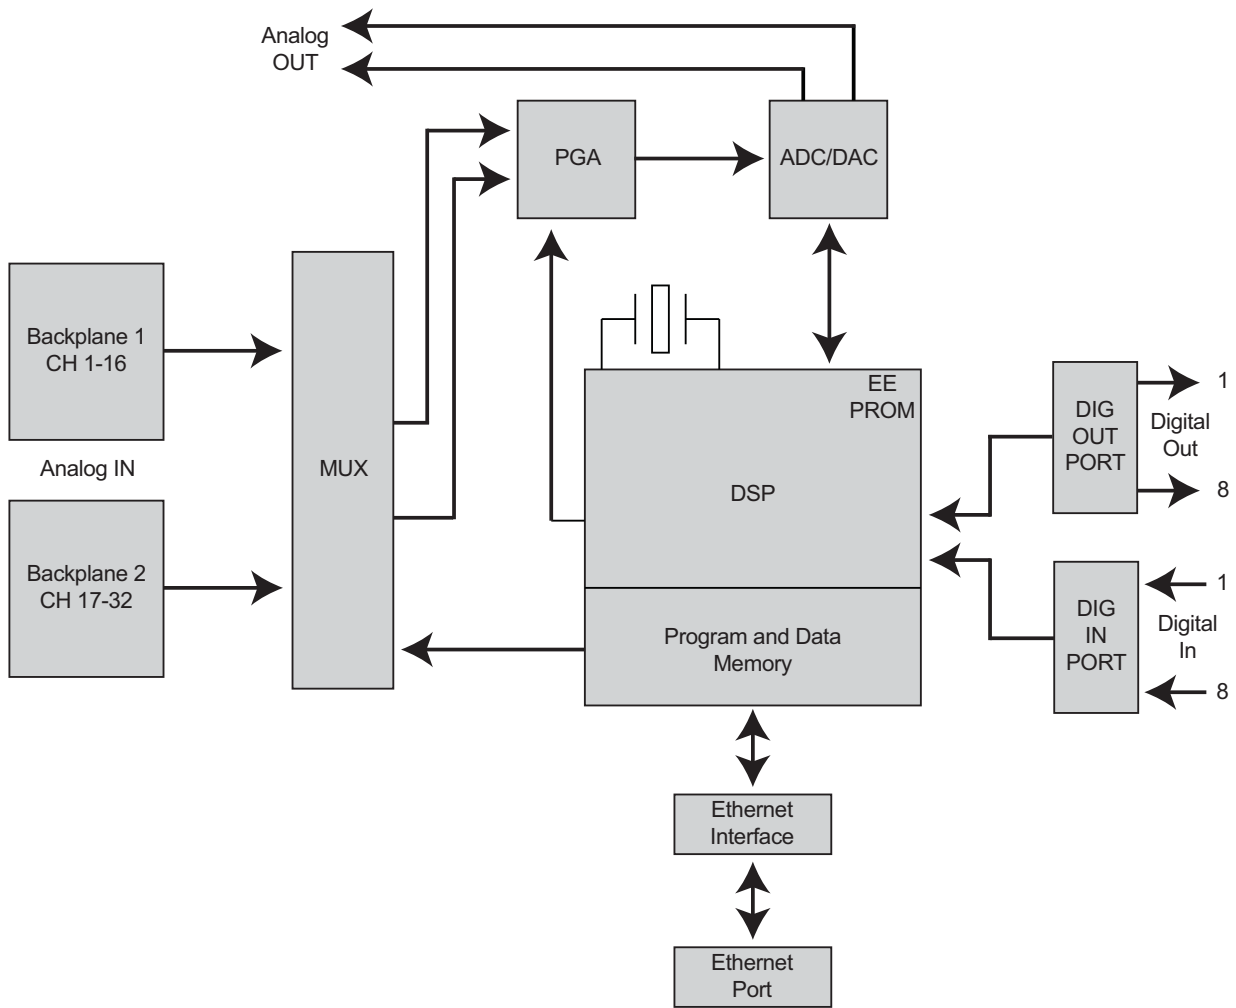 Analog
OUT
PGA
ADC/DAC
Backplane 1
CH 1-16
Analog IN
Backplane 2
CH 17-32
MUX
EE
PROM
DSP
Program and Data
Memory
DIG
OUT
PORT
1
Digital
Out
8
DIG
IN
PORT
1
Digital
In
8
Ethernet
Interface
Ethernet
Port